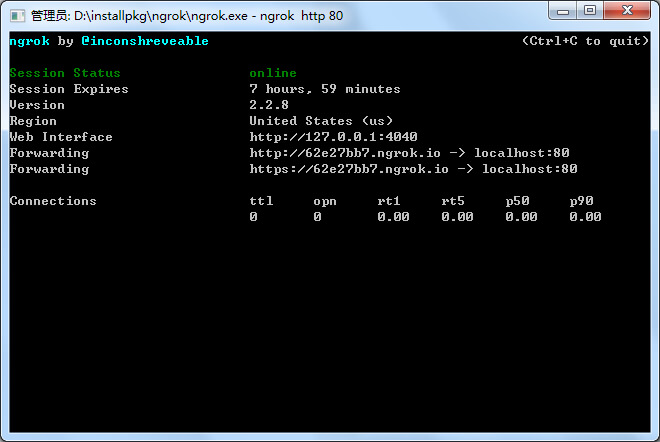 管理员: D:\installpkg\ngrok\ngrok.exe - ngrok  http 80
ngrok by @inconshreveable (Ctrl+C to quit)
Session Status online
Session Expires 7 hours, 59 minutes
Version 2.2.8
Region United States (us)
Web Interface http://127.0.0.1:4040
Forwarding http://62e27bb7.ngrok.io -> localhost:80
Forwarding https://62e27bb7.ngrok.io -> localhost:80
Connections ttl opn rt1 rt5 p50 p90
0 0 0.00 0.00 0.00 0.00